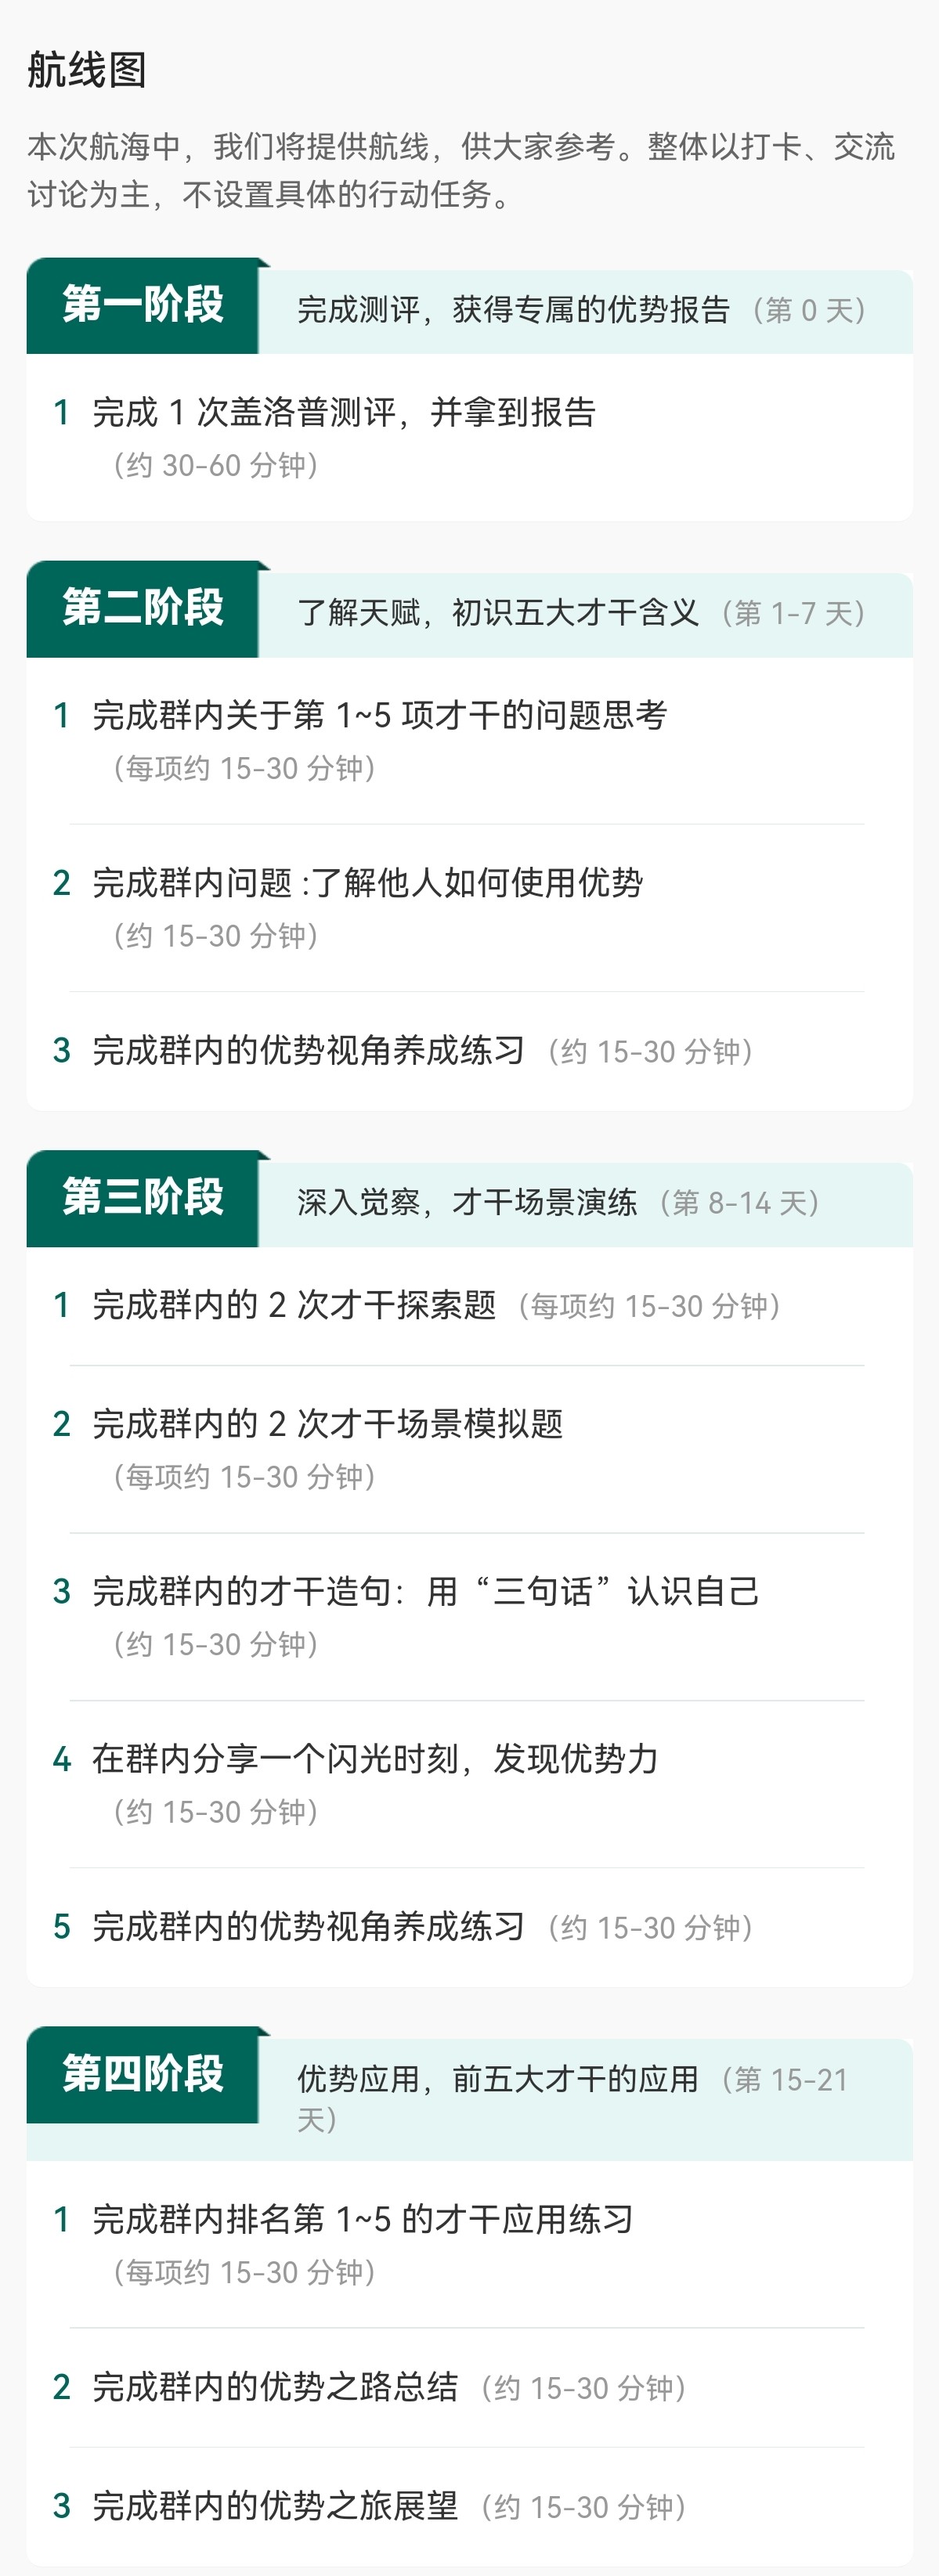 航线图
本次航海中，我们将提供航线，供大家参考。整体以打卡、交流
讨论为主，不设置具体的行动任务。
第一阶段 完成测评，获得专属的优势报告（第 0 天）
1 完成 1 次盖洛普测评，并拿到报告
（约 30-60 分钟）
第二阶段 了解天赋，初识五大才干含义（第 1-7 天）
1 完成群内关于第 1~5 项才干的问题思考
（每项约 15-30 分钟）
2 完成群内问题 :了解他人如何使用优势
（约 15-30 分钟）
3 完成群内的优势视角养成练习（约 15-30 分钟）
第三阶段 深入觉察，才干场景演练（第 8-14 天）
1 完成群内的 2 次才干探索题（每项约 15-30 分钟）
2 完成群内的 2 次才干场景模拟题
（每项约 15-30 分钟）
3 完成群内的才干造句：用“三句话”认识自己
（约 15-30 分钟）
4 在群内分享一个闪光时刻，发现优势力
（约 15-30 分钟）
5 完成群内的优势视角养成练习（约 15-30 分钟）
第四阶段 优势应用，前五大才干的应用（第 15-21
天）
1 完成群内排名第 1~5 的才干应用练习
（每项约 15-30 分钟）
2 完成群内的优势之路总结（约 15-30 分钟）
3 完成群内的优势之旅展望（约 15-30 分钟）